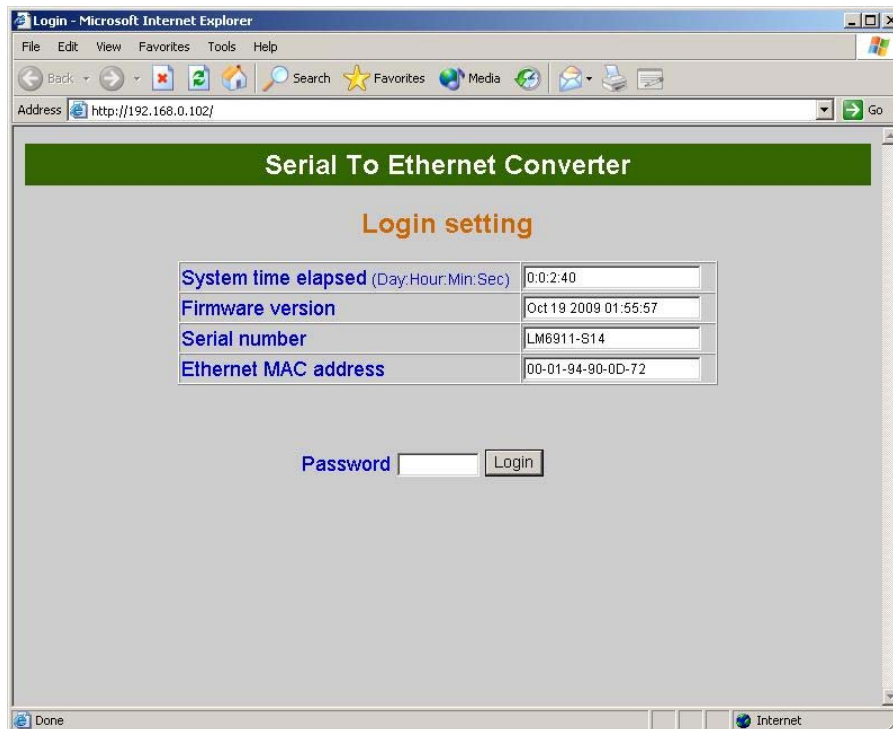 Login - Microsoft Internet Explorer
File Edit View Favorites Tools Help
Back Search Favorites Media
Address http://192.168.0.102/ Go
Serial To Ethernet Converter
Login setting
System time elapsed (Day:Hour:Min:Sec) 0:0:2:40
Firmware version Oct 19 2009 01:55:57
Serial number LM6911-S14
Ethernet MAC address 00-01-94-90-0D-72
Password Login
Done Internet